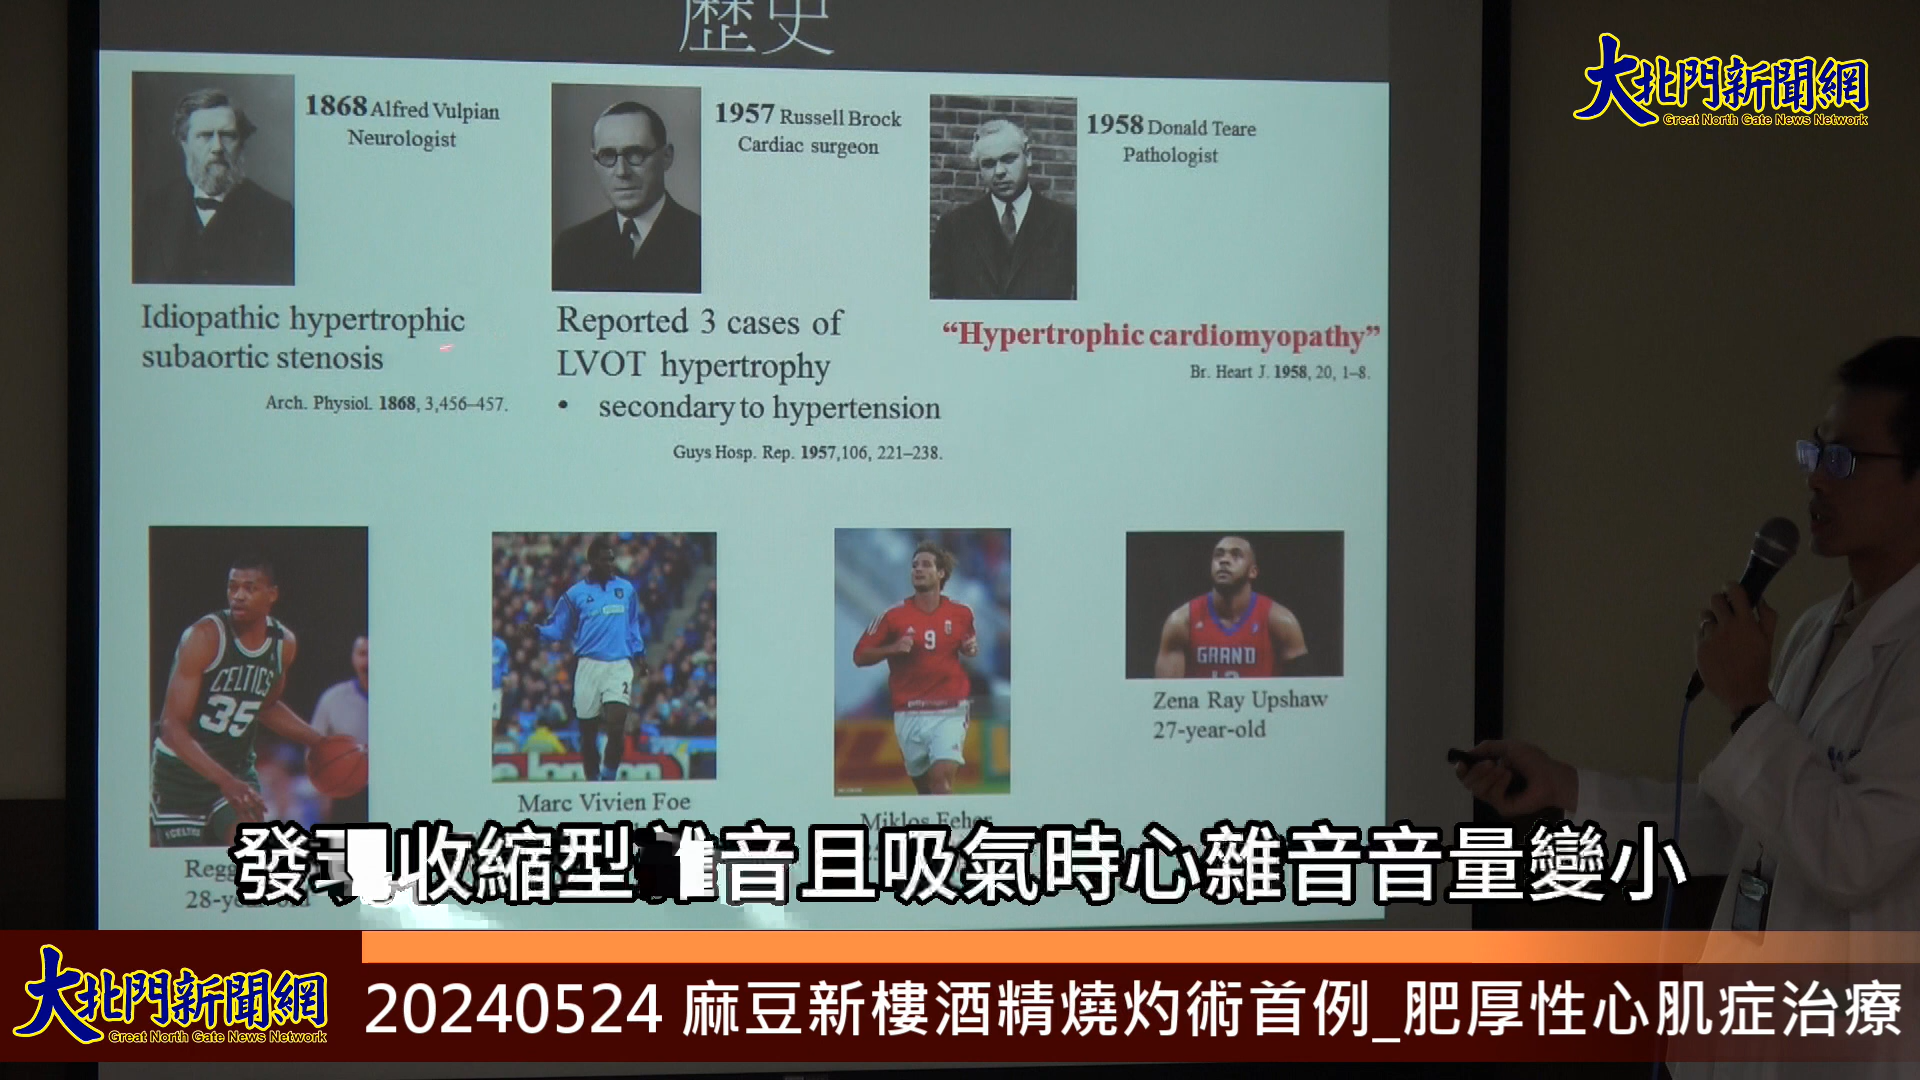 歷史
大北門新聞網
Great North Gate News Network
1868 Alfred Vulpian
Neurologist
1957 Russell Brock
Cardiac surgeon
1958 Donald Teare
Pathologist
Idiopathic hypertrophic
subaortic stenosis
Arch. Physiol. 1868, 3,456–457.
Reported 3 cases of
LVOT hypertrophy
• secondary to hypertension
Guys Hosp. Rep. 1957,106, 221–238.
“Hypertrophic cardiomyopathy”
Br. Heart J. 1958, 20, 1–8.
CELTICS
35
9
GRAND
Zena Ray Upshaw
27-year-old
Marc Vivien Foe
Miklos Feher
發現收縮型雜音且吸氣時心雜音音量變小
大北門新聞網
Great North Gate News Network
20240524 麻豆新樓酒精燒灼術首例_肥厚性心肌症治療